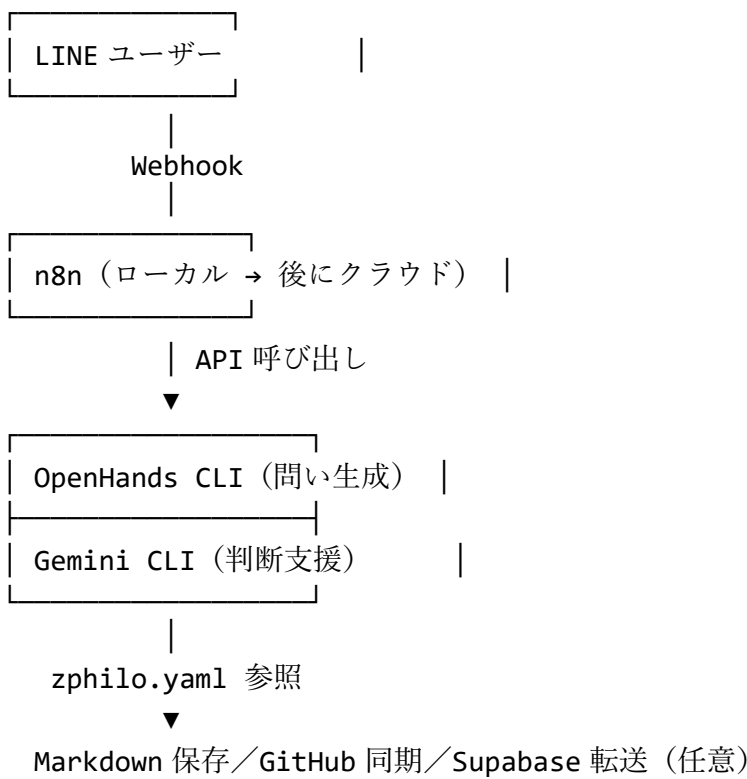 LINE ユーザー
Webhook
n8n（ローカル → 後にクラウド）
API 呼び出し
▼
OpenHands CLI（問い生成）
Gemini CLI（判断支援）
zphilo.yaml 参照
▼
Markdown 保存／GitHub 同期／Supabase 転送（任意）